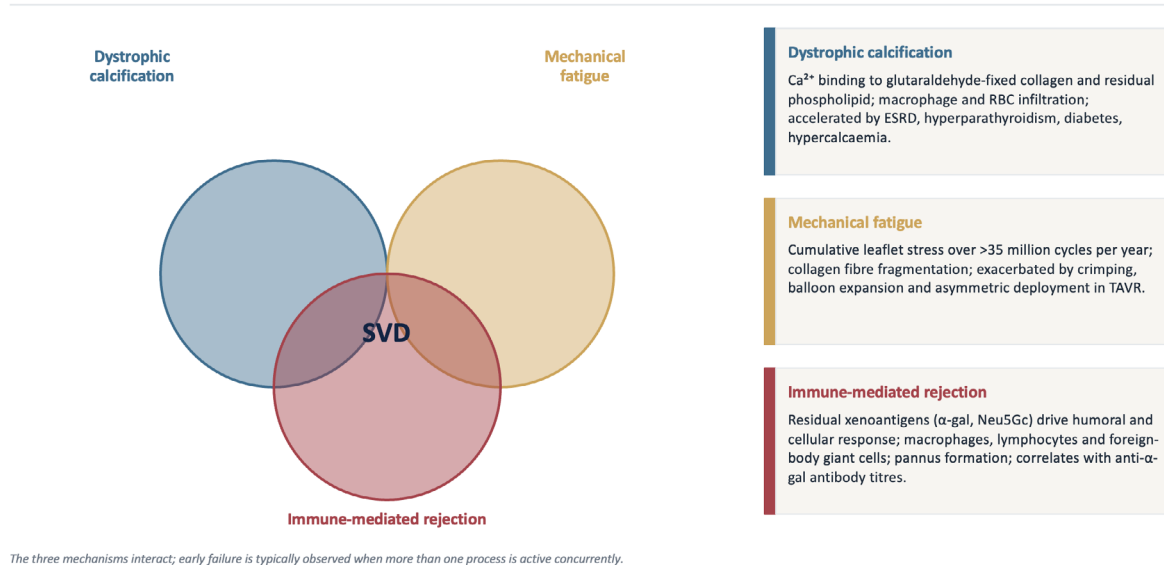 Dystrophic
calcification
Mechanical
fatigue
SVD
Immune-mediated rejection
Dystrophic calcification
Ca²⁺ binding to glutaraldehyde-fixed collagen and residual
phospholipid; macrophage and RBC infiltration;
accelerated by ESRD, hyperparathyroidism, diabetes,
hypercalcaemia.
Mechanical fatigue
Cumulative leaflet stress over >35 million cycles per year;
collagen fibre fragmentation; exacerbated by crimping,
balloon expansion and asymmetric deployment in TAVR.
Immune-mediated rejection
Residual xenoantigens (α-gal, Neu5Gc) drive humoral and
cellular response; macrophages, lymphocytes and foreign-
body giant cells; pannus formation; correlates with anti-α-
gal antibody titres.
The three mechanisms interact; early failure is typically observed when more than one process is active concurrently.